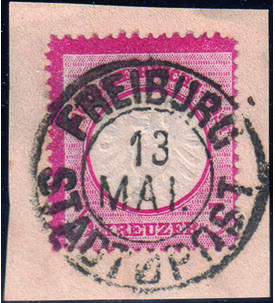 FREIBURG
13
MAI.
STADTPOST
KREUZER